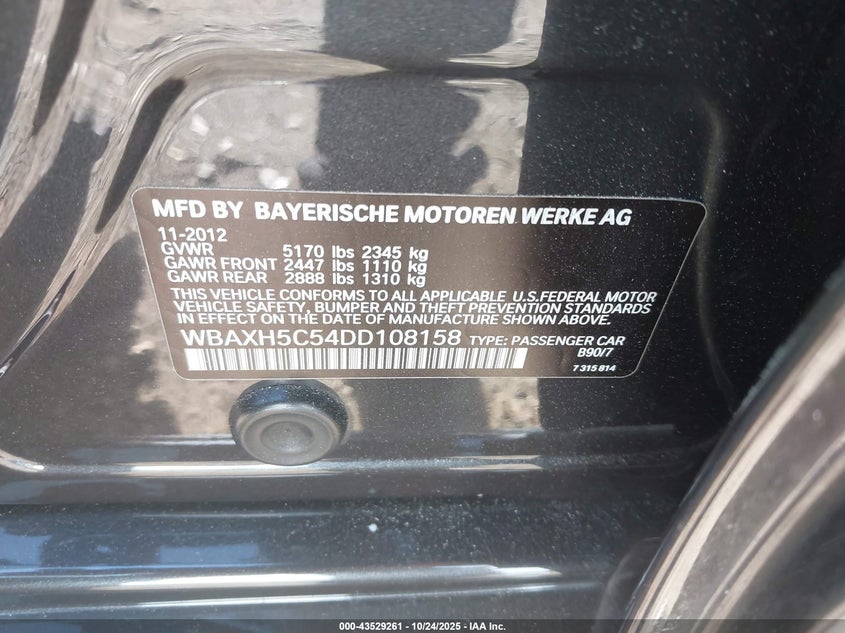 MFD BY BAYERISCHE MOTOREN WERKE AG
11-2012
GVWR 5170 lbs 2345 kg
GAWR FRONT 2447 lbs 1110 kg
GAWR REAR 2888 lbs 1310 kg
THIS VEHICLE CONFORMS TO ALL APPLICABLE U.S.FEDERAL MOTOR
VEHICLE SAFETY, BUMPER AND THEFT PREVENTION STANDARDS
IN EFFECT ON THE DATE OF MANUFACTURE SHOWN ABOVE.
WBAXH5C54DD108158 TYPE: PASSENGER CAR
B90/7
7 315 814
000-43529261 - 10/24/2025 - IAA Inc.